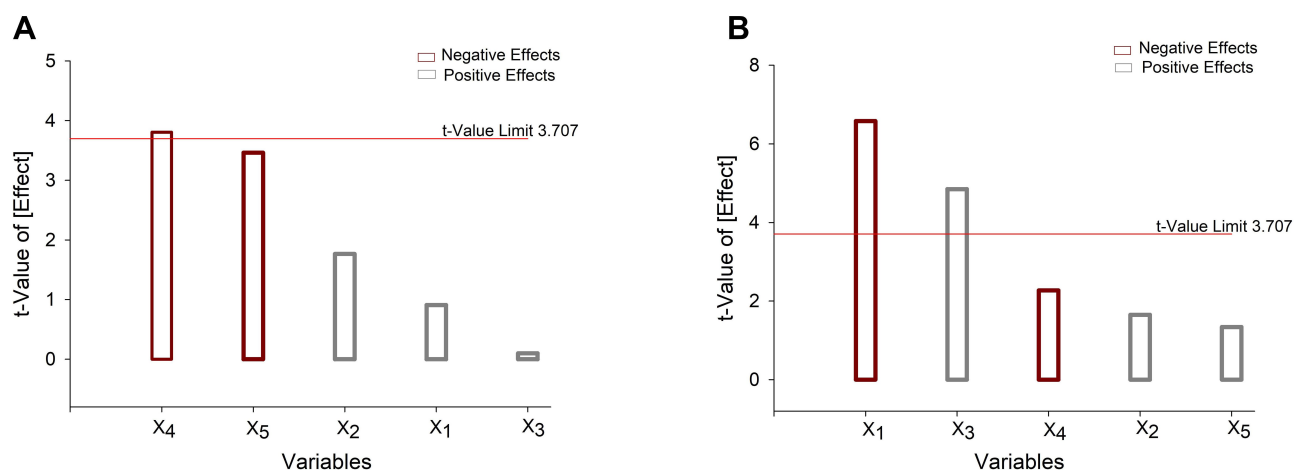 A
Negative Effects
Positive Effects
t-Value Limit 3.707
t-Value of [Effect]
5
4
3
2
1
0
X4 X5 X2 X1 X3
Variables
B
Negative Effects
Positive Effects
t-Value Limit 3.707
t-Value of [Effect]
8
6
4
2
0
X1 X3 X4 X2 X5
Variables